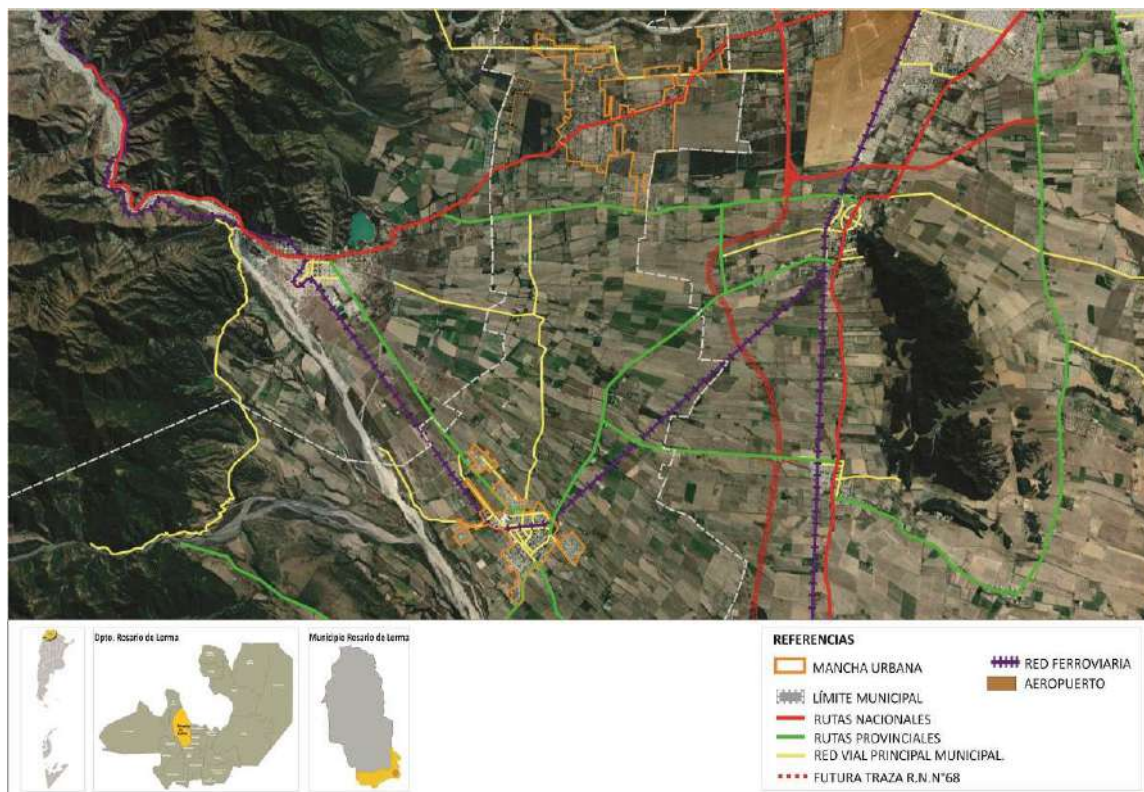 Dpto. Rosario de Lerma
Municipio Rosario de Lerma
REFERENCIAS
MANCHA URBANA
LÍMITE MUNICIPAL
RUTAS NACIONALES
RUTAS PROVINCIALES
RED VIAL PRINCIPAL MUNICIPAL.
FUTURA TRAZA R.N.N°68
RED FERROVIARIA
AEROPUERTO